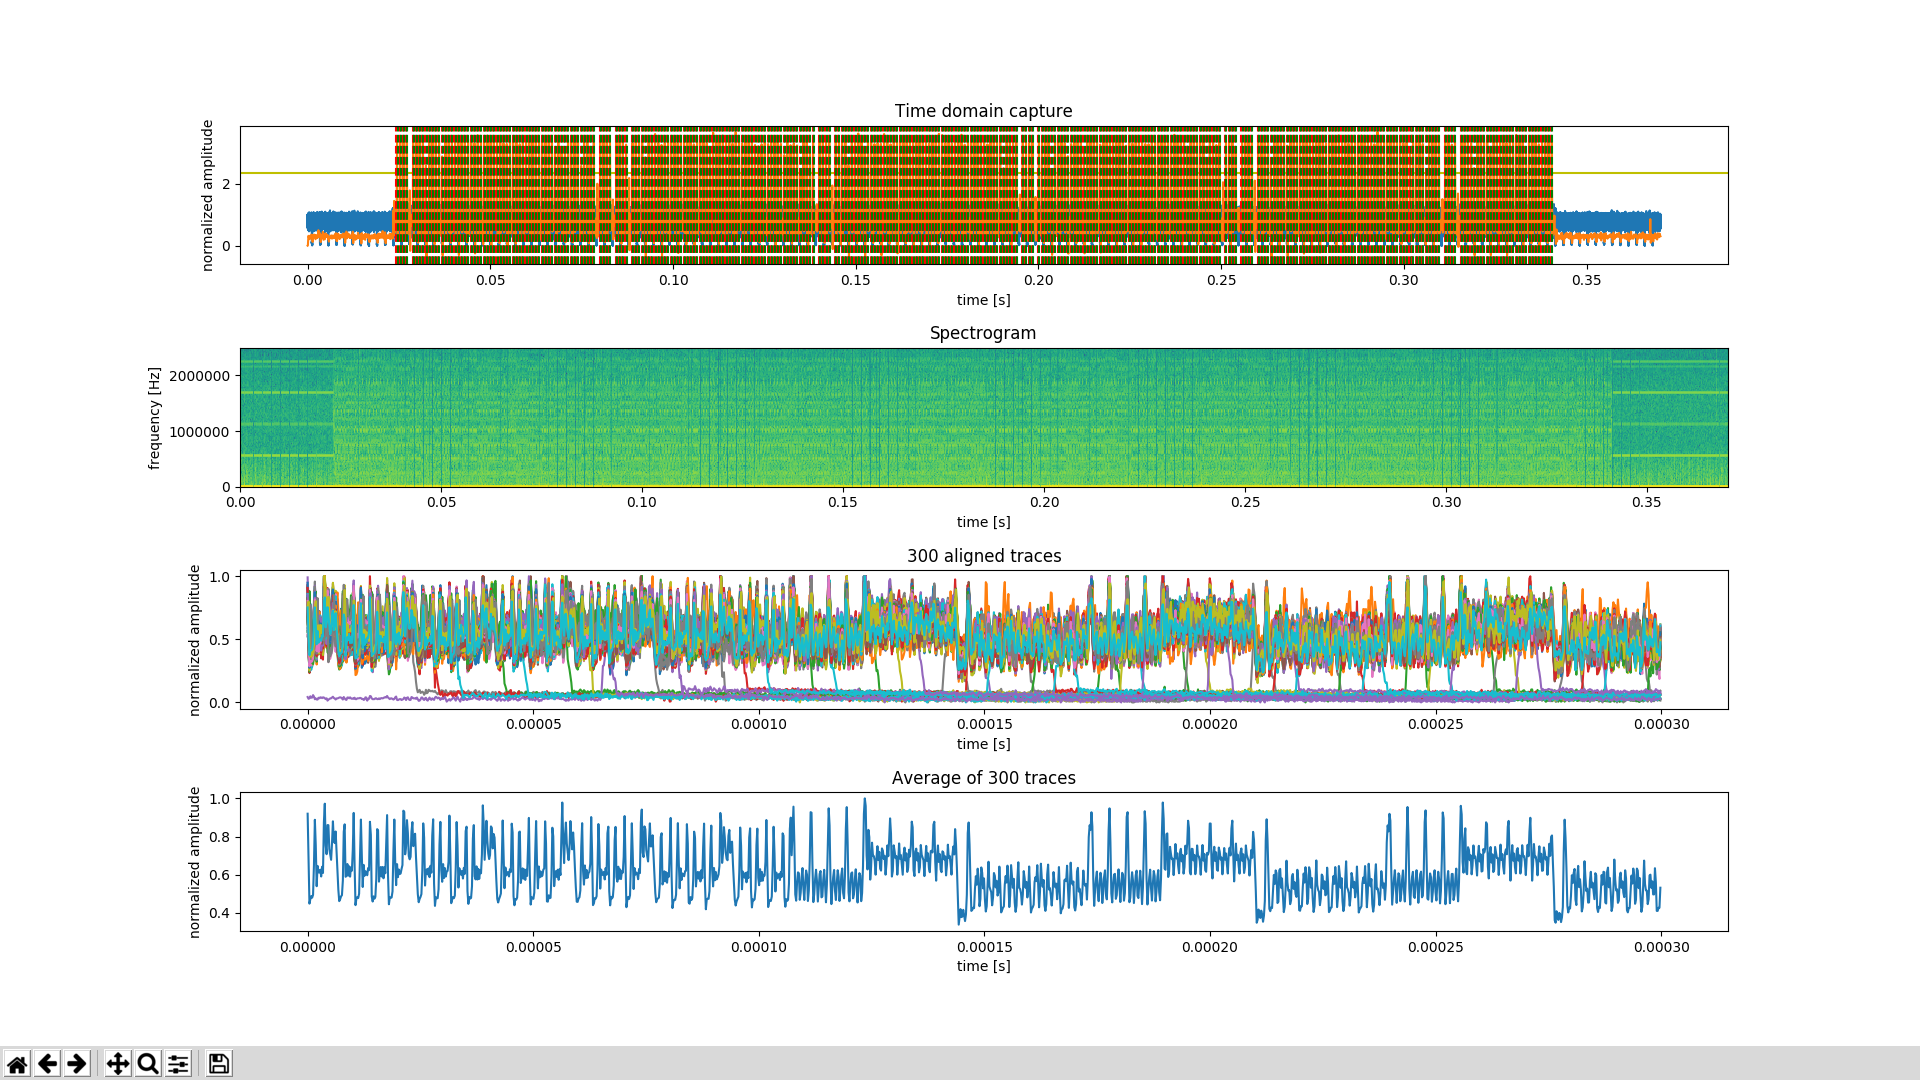 Time domain capture
normalized amplitude
2
0
0.00 0.05 0.10 0.15 0.20 0.25 0.30 0.35
time [s]
Spectrogram
frequency [Hz]
2000000
1000000
0
0.00 0.05 0.10 0.15 0.20 0.25 0.30 0.35
time [s]
300 aligned traces
normalized amplitude
1.0
0.5
0.0
0.00000 0.00005 0.00010 0.00015 0.00020 0.00025 0.00030
time [s]
Average of 300 traces
normalized amplitude
1.0
0.8
0.6
0.4
0.00000 0.00005 0.00010 0.00015 0.00020 0.00025 0.00030
time [s]